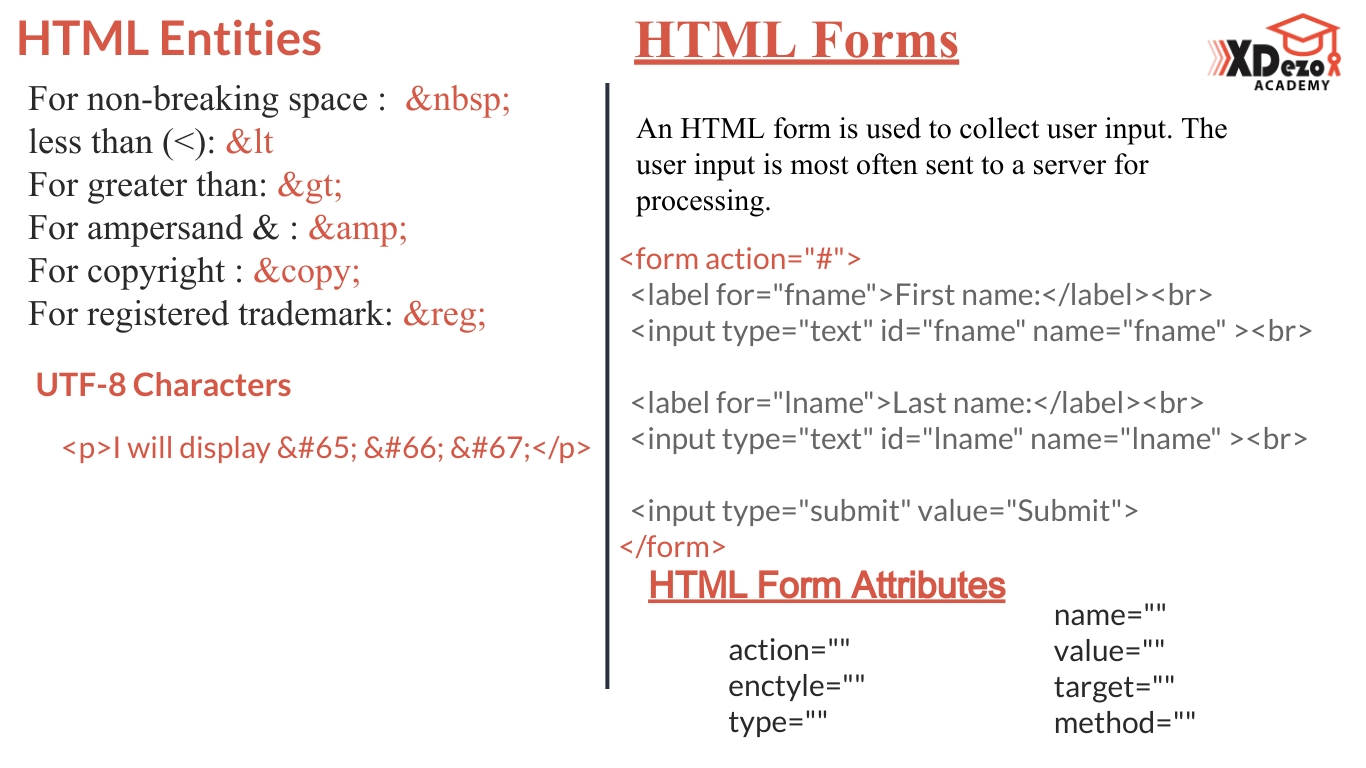 HTML Entities
For non-breaking space :  &nbsp;
less than (<): &lt
For greater than: &gt;
For ampersand & : &amp;
For copyright : &copy;
For registered trademark: &reg;
UTF-8 Characters
<p>I will display &#65; &#66; &#67;</p>
HTML Forms
XDezo
ACADEMY
An HTML form is used to collect user input. The
user input is most often sent to a server for
processing.
<form action="#">
<label for="fname">First name:</label><br>
<input type="text" id="fname" name="fname" ><br>
<label for="lname">Last name:</label><br>
<input type="text" id="lname" name="lname" ><br>
<input type="submit" value="Submit">
</form>
HTML Form Attributes
action=""
enctyle=""
type=""
name=""
value=""
target=""
method=""